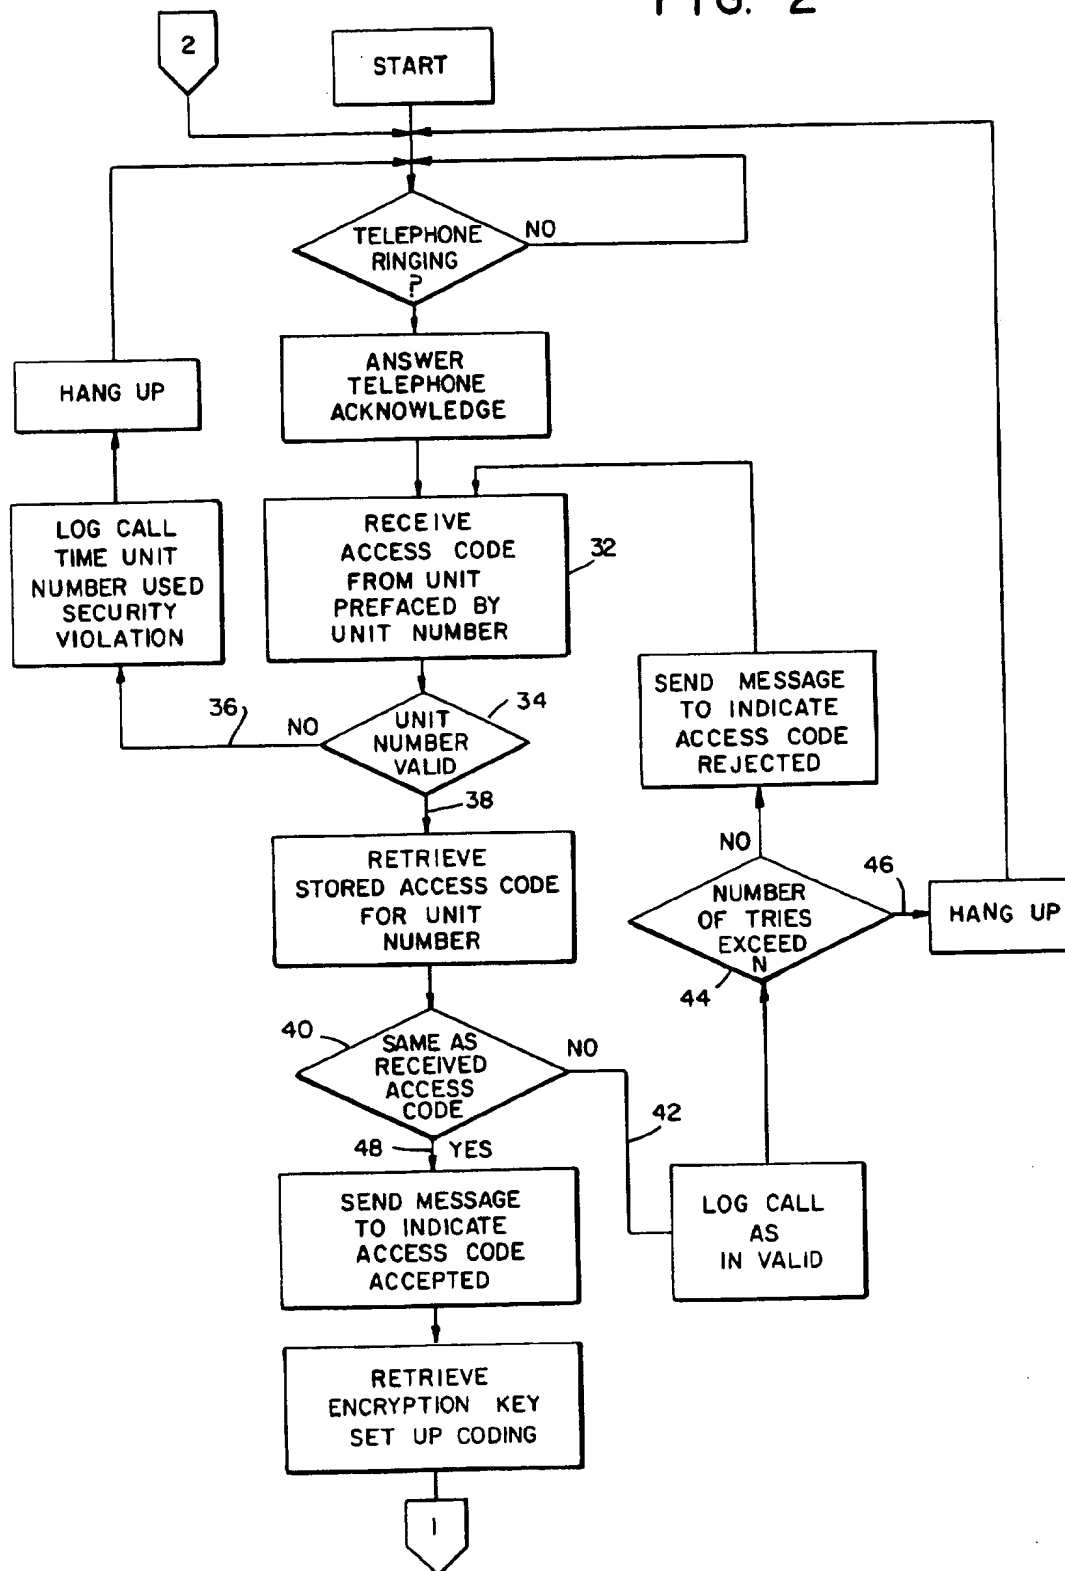 FIG. 2
2
START
TELEPHONE
RINGING
?
NO
ANSWER
TELEPHONE
ACKNOWLEDGE
HANG UP
LOG CALL
TIME UNIT
NUMBER USED
SECURITY
VIOLATION
RECEIVE
ACCESS CODE
FROM UNIT
PREFACED BY
UNIT NUMBER
32
36
NO
UNIT
NUMBER
VALID
34
38
SEND MESSAGE
TO INDICATE
ACCESS CODE
REJECTED
RETRIEVE
STORED ACCESS CODE
FOR UNIT
NUMBER
NO
NUMBER
OF TRIES
EXCEED
N
44
46
HANG UP
40
SAME AS
RECEIVED
ACCESS
CODE
NO
42
48
YES
SEND MESSAGE
TO INDICATE
ACCESS CODE
ACCEPTED
LOG CALL
AS
IN VALID
RETRIEVE
ENCRYPTION KEY
SET UP CODING
1